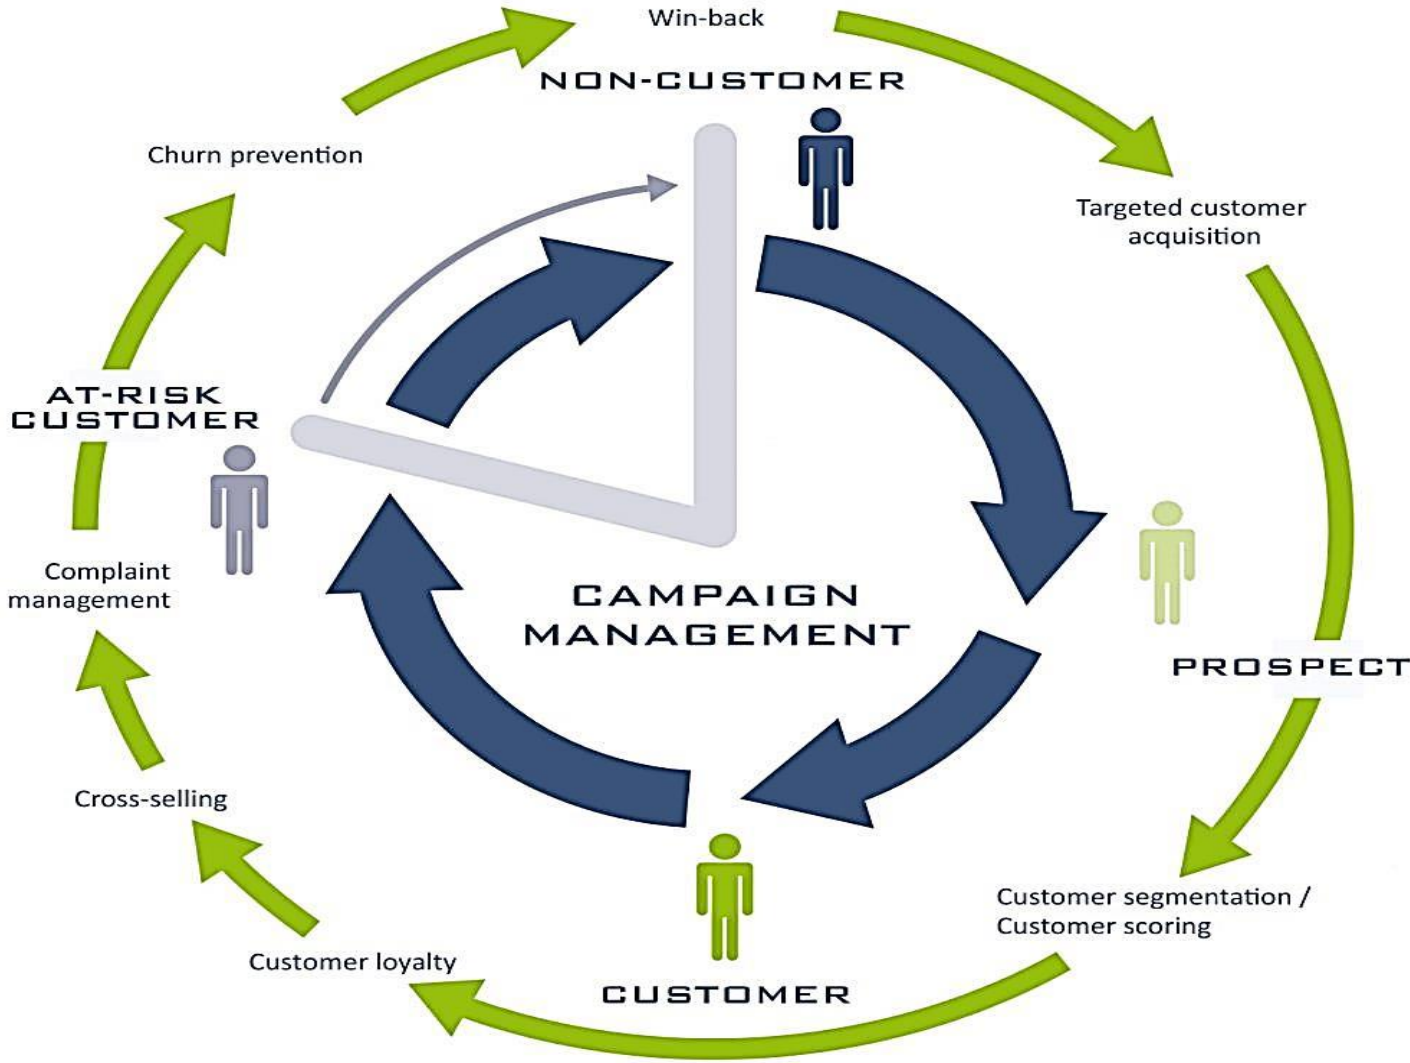 Win-back
NON-CUSTOMER
Churn prevention
Targeted customer
acquisition
AT-RISK
CUSTOMER
Complaint
management
CAMPAIGN
MANAGEMENT
PROSPECT
Cross-selling
Customer segmentation /
Customer scoring
Customer loyalty
CUSTOMER